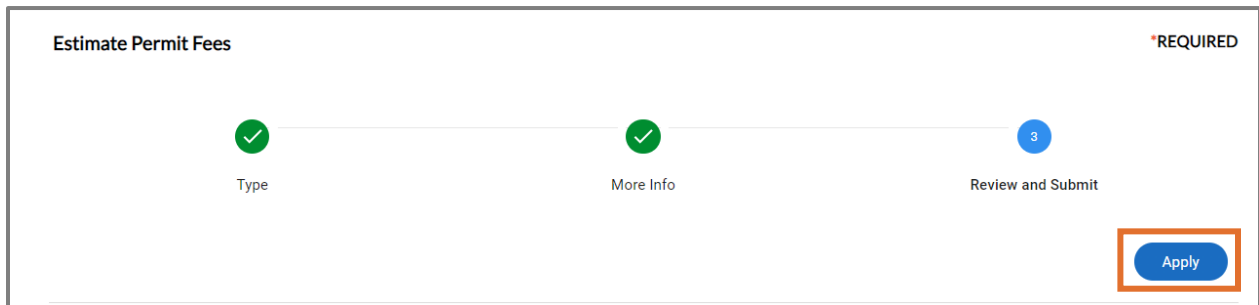 Estimate Permit Fees
*REQUIRED
3
Type
More Info
Review and Submit
Apply